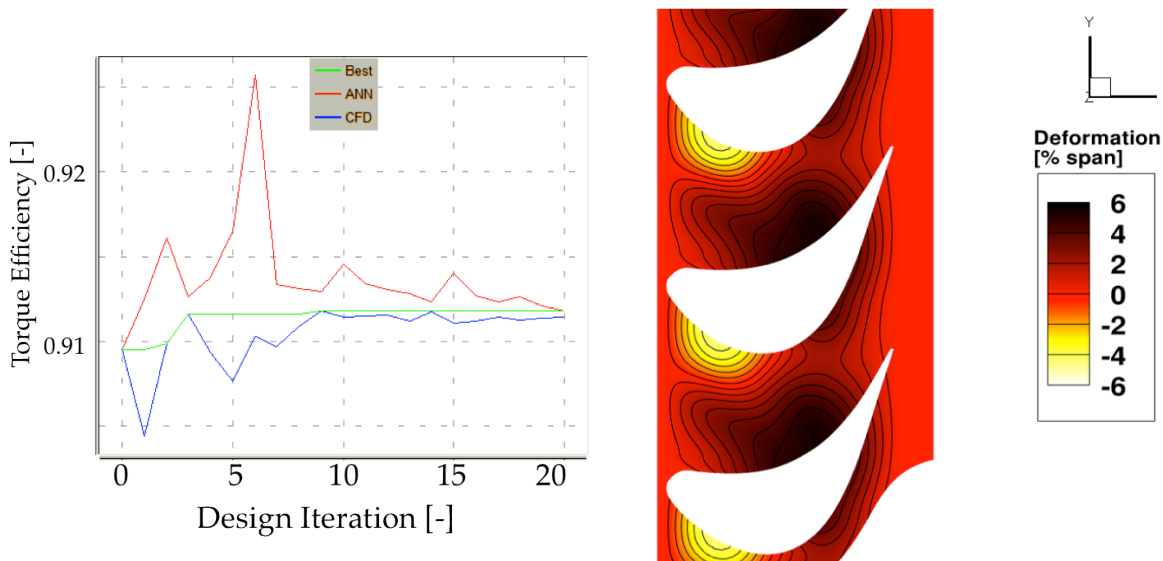 Best
ANN
CFD
Torque Efficiency [-]
0.92
0.91
0
5
10
15
20
Design Iteration [-]
Y
Z
Deformation
[% span]
6
4
2
0
-2
-4
-6